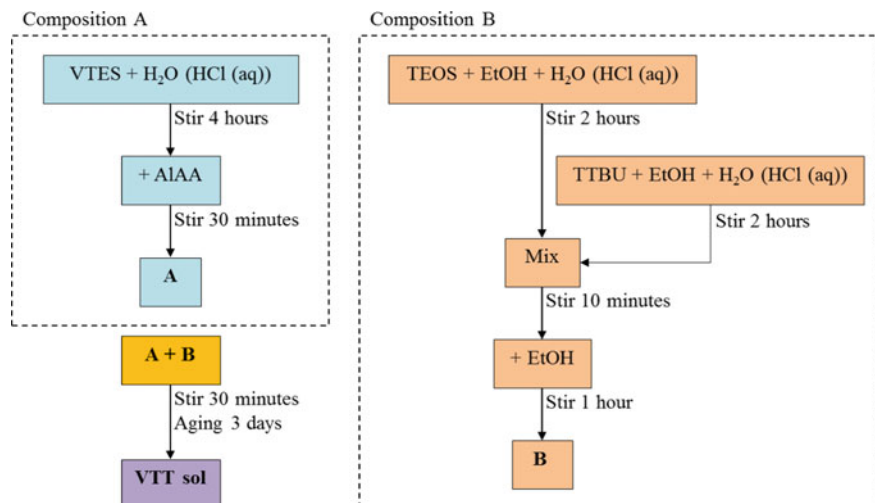 Composition A
VTES + H₂O (HCl (aq))
Stir 4 hours
+ AlAA
Stir 30 minutes
A
A + B
Stir 30 minutes
Aging 3 days
VTT sol
Composition B
TEOS + EtOH + H₂O (HCl (aq))
Stir 2 hours
TTBU + EtOH + H₂O (HCl (aq))
Stir 2 hours
Mix
Stir 10 minutes
+ EtOH
Stir 1 hour
B